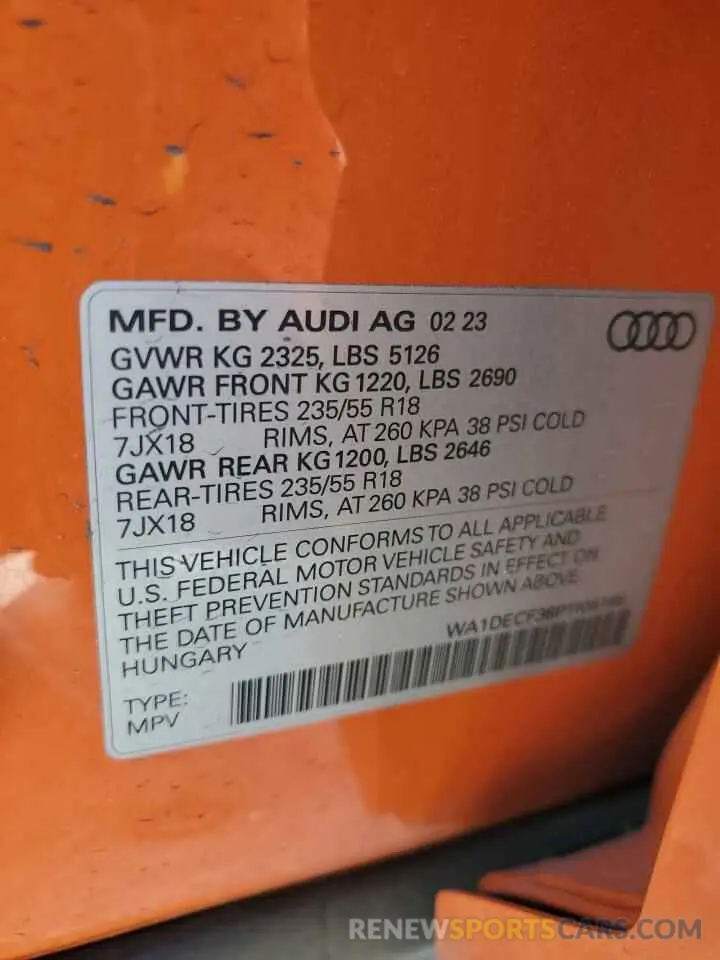 MFD. BY AUDI AG 02 23
GVWR KG 2325, LBS 5126
GAWR FRONT KG 1220, LBS 2690
FRONT-TIRES 235/55 R18
7JX18 RIMS, AT 260 KPA 38 PSI COLD
GAWR REAR KG1200, LBS 2646
REAR-TIRES 235/55 R18
7JX18 RIMS, AT 260 KPA 38 PSI COLD
THIS VEHICLE CONFORMS TO ALL APPLICABLE
U.S. FEDERAL MOTOR VEHICLE SAFETY AND
THEFT PREVENTION STANDARDS IN EFFECT ON
THE DATE OF MANUFACTURE SHOWN ABOVE.
HUNGARY
TYPE:
MPV
RENEWSPORTSCARS.COM